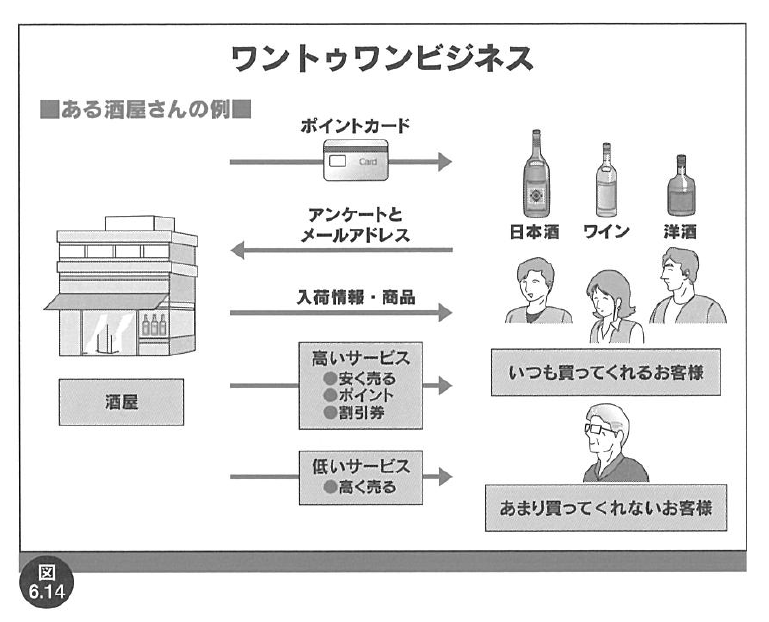 ワントゥワンビジネス
■ある酒屋さんの例■
ポイントカード
Card
アンケートと
メールアドレス
日本酒
ワイン
洋酒
入荷情報・商品
高いサービス
●安く売る
●ポイント
●割引券
いつも買ってくれるお客様
酒屋
低いサービス
●高く売る
あまり買ってくれないお客様
図
6.14